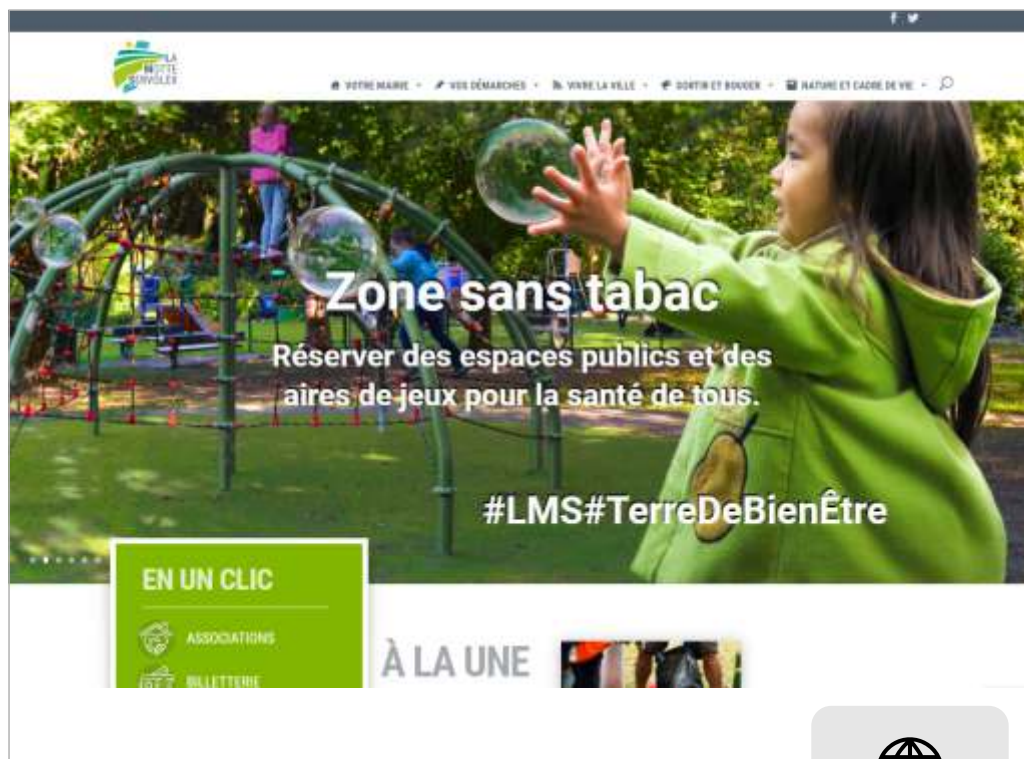 LA
MOTTE
SERVOLEX
VOTRE MAIRIE
VOS DÉMARCHES
VIVRE LA VILLE
SORTIR ET BOUGER
NATURE ET CADRE DE VIE
Zone sans tabac
Réserver des espaces publics et des
aires de jeux pour la santé de tous.
#LMS#TerreDeBienÊtre
EN UN CLIC
ASSOCIATIONS
BILLETTERIE
À LA UNE